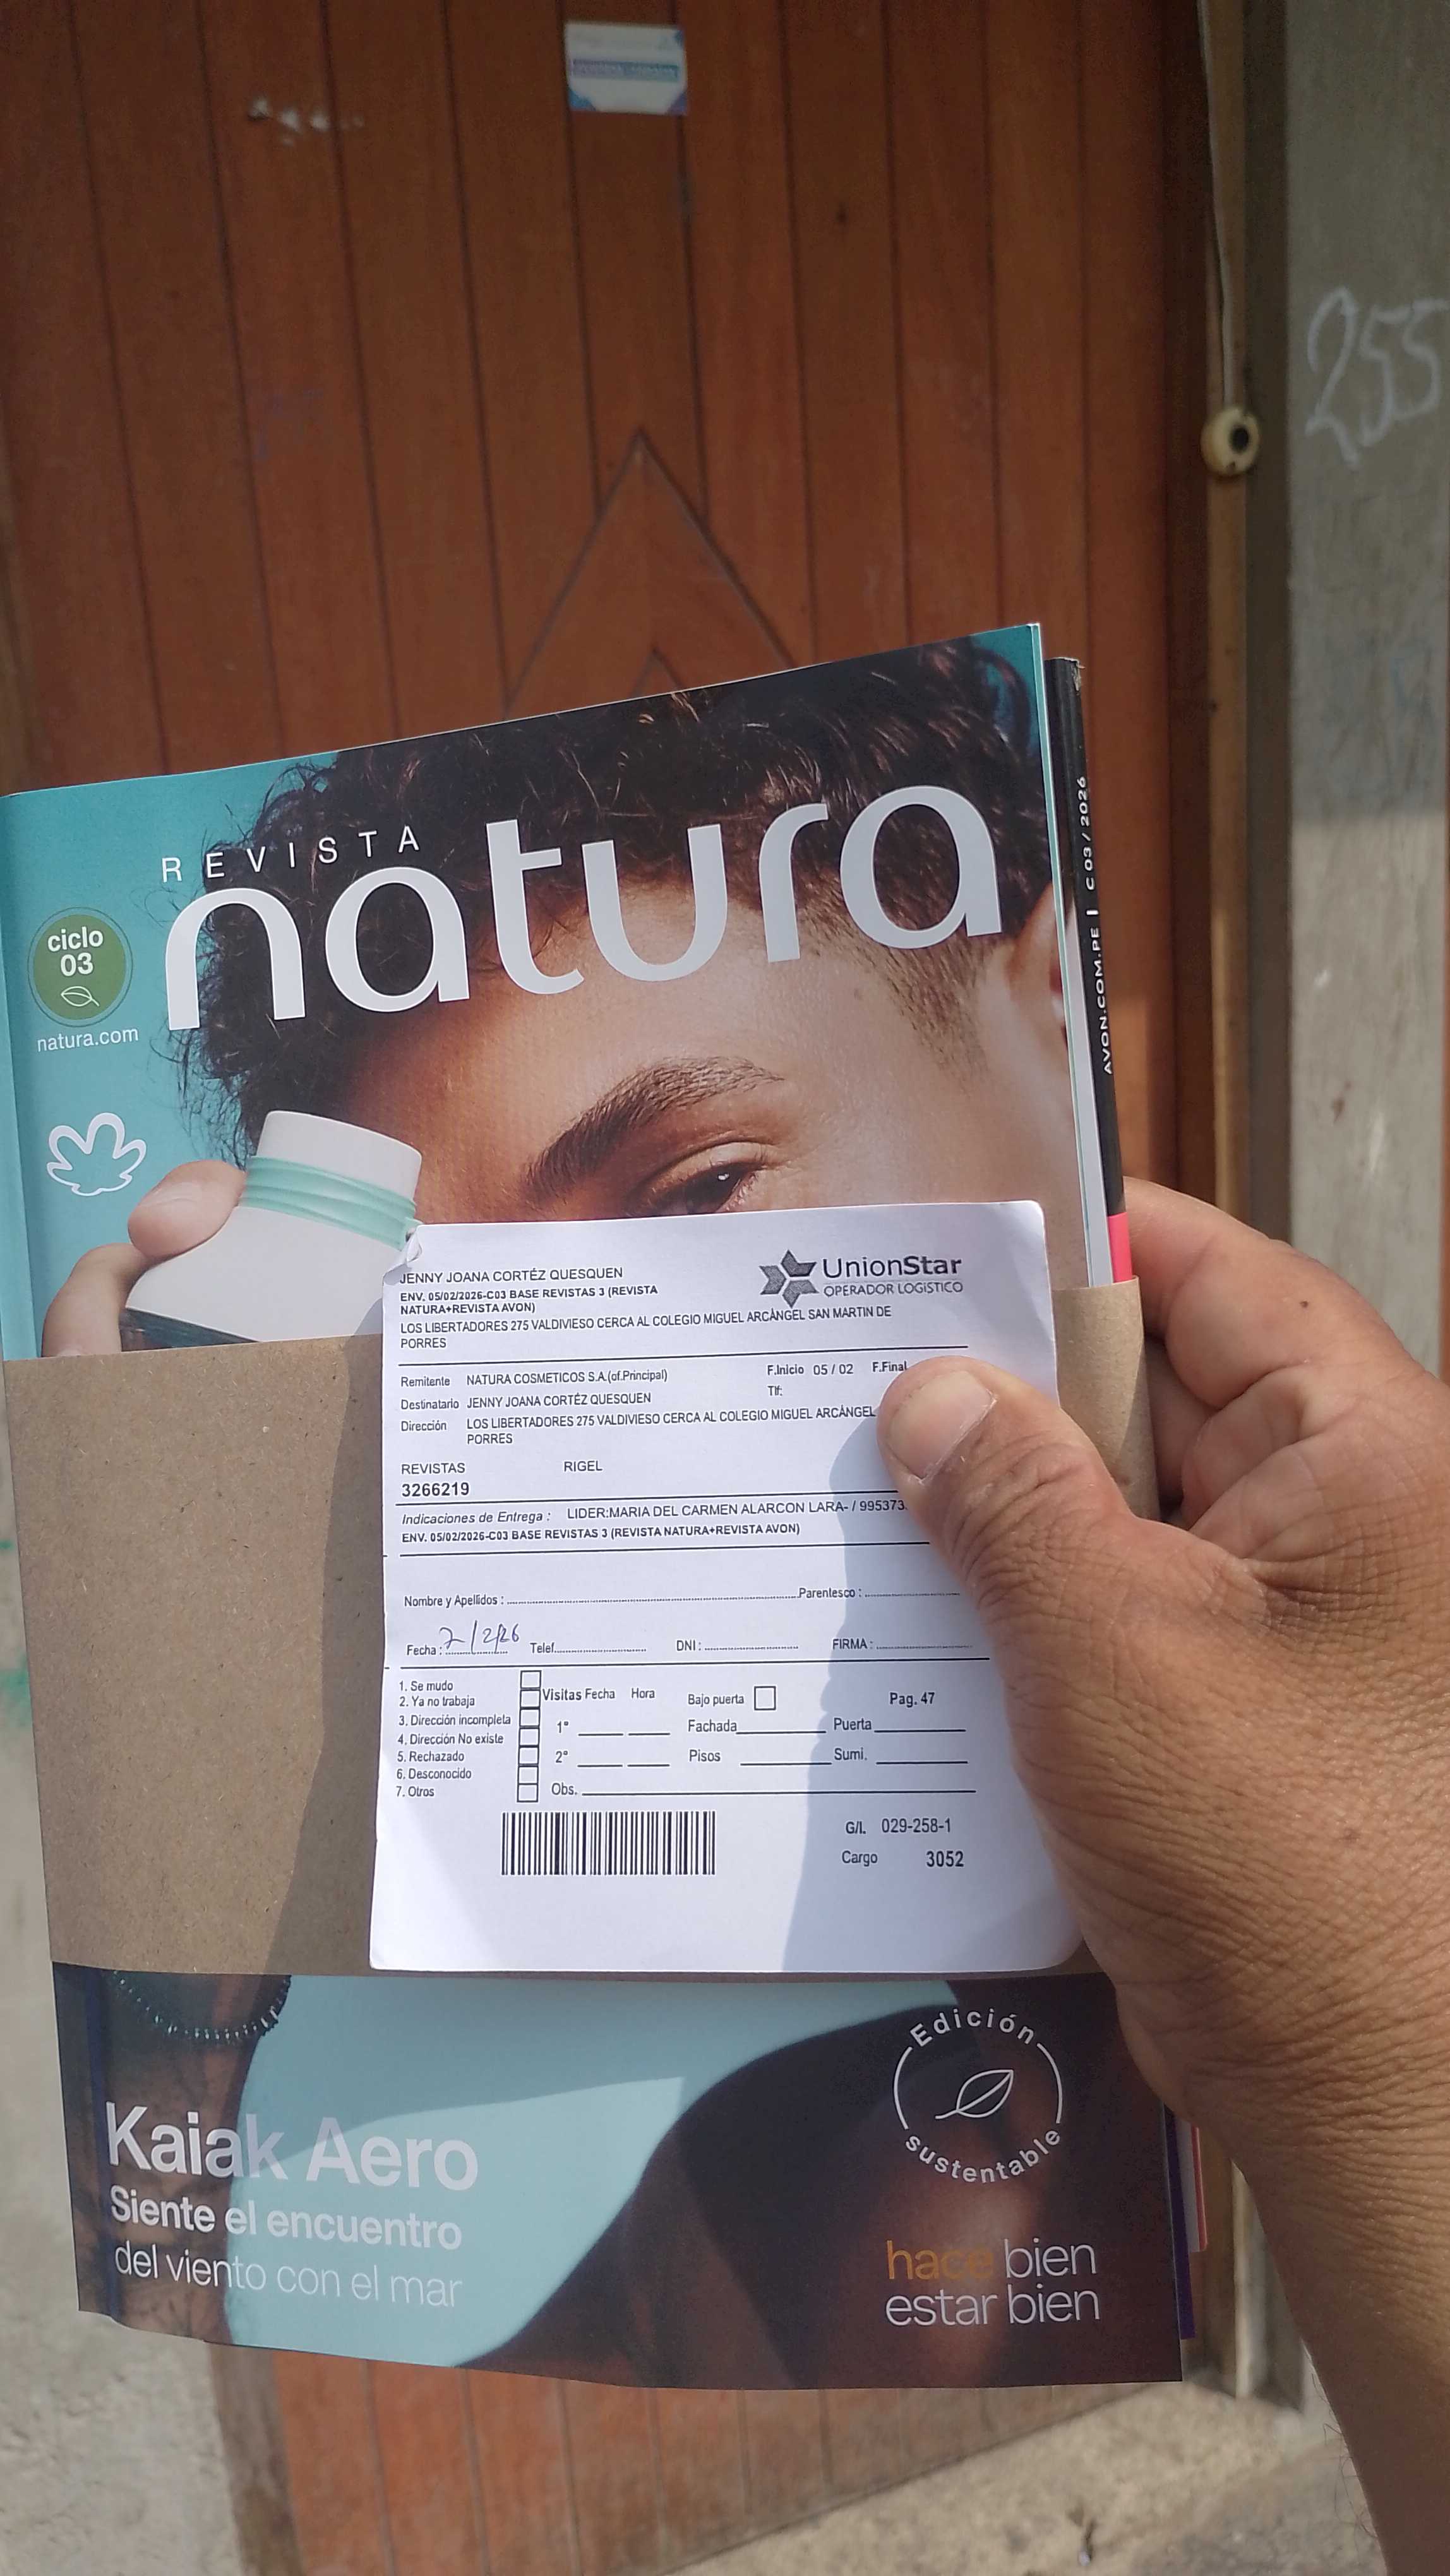 255
REVISTA
natura
ciclo
03
natura.com
AVON.COM.PE | C 03 / 2026
JENNY JOANA CORTÉZ QUESQUEN
ENV. 05/02/2026-C03 BASE REVISTAS 3 (REVISTA
NATURA+REVISTA AVON)
LOS LIBERTADORES 275 VALDIVIESO CERCA AL COLEGIO MIGUEL ARCÁNGEL SAN MARTIN DE
PORRES
UnionStar
OPERADOR LOGÍSTICO
Remitente NATURA COSMETICOS S.A.(of.Principal)
F.Inicio 05 / 02 F.Final
Destinatario JENNY JOANA CORTÉZ QUESQUEN
Tlf:
Dirección LOS LIBERTADORES 275 VALDIVIESO CERCA AL COLEGIO MIGUEL ARCÁNGEL
PORRES
REVISTAS RIGEL
3266219
Indicaciones de Entrega : LIDER:MARIA DEL CARMEN ALARCON LARA- / 995373
ENV. 05/02/2026-C03 BASE REVISTAS 3 (REVISTA NATURA+REVISTA AVON)
Nombre y Apellidos : Parentesco :
Fecha : 7/2/26 Telef. DNI : FIRMA :
1. Se mudo
2. Ya no trabaja
3. Dirección incompleta
4. Dirección No existe
5. Rechazado
6. Desconocido
7. Otros
Visitas Fecha Hora Bajo puerta Pag. 47
1° Fachada Puerta
2° Pisos Sumi.
Obs.
G/L 029-258-1
Cargo 3052
Edición
sustentable
Kaiak Aero
Siente el encuentro
del viento con el mar
hace bien
estar bien